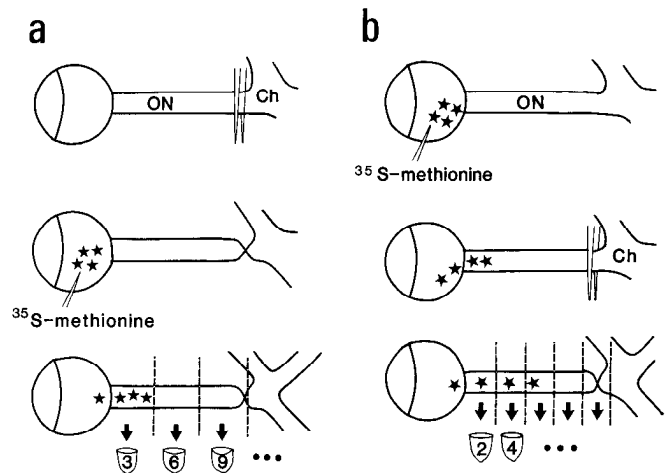 a
ON
Ch
35S-methionine
3 6 9 •••
b
ON
35S-methionine
Ch
2 4 •••